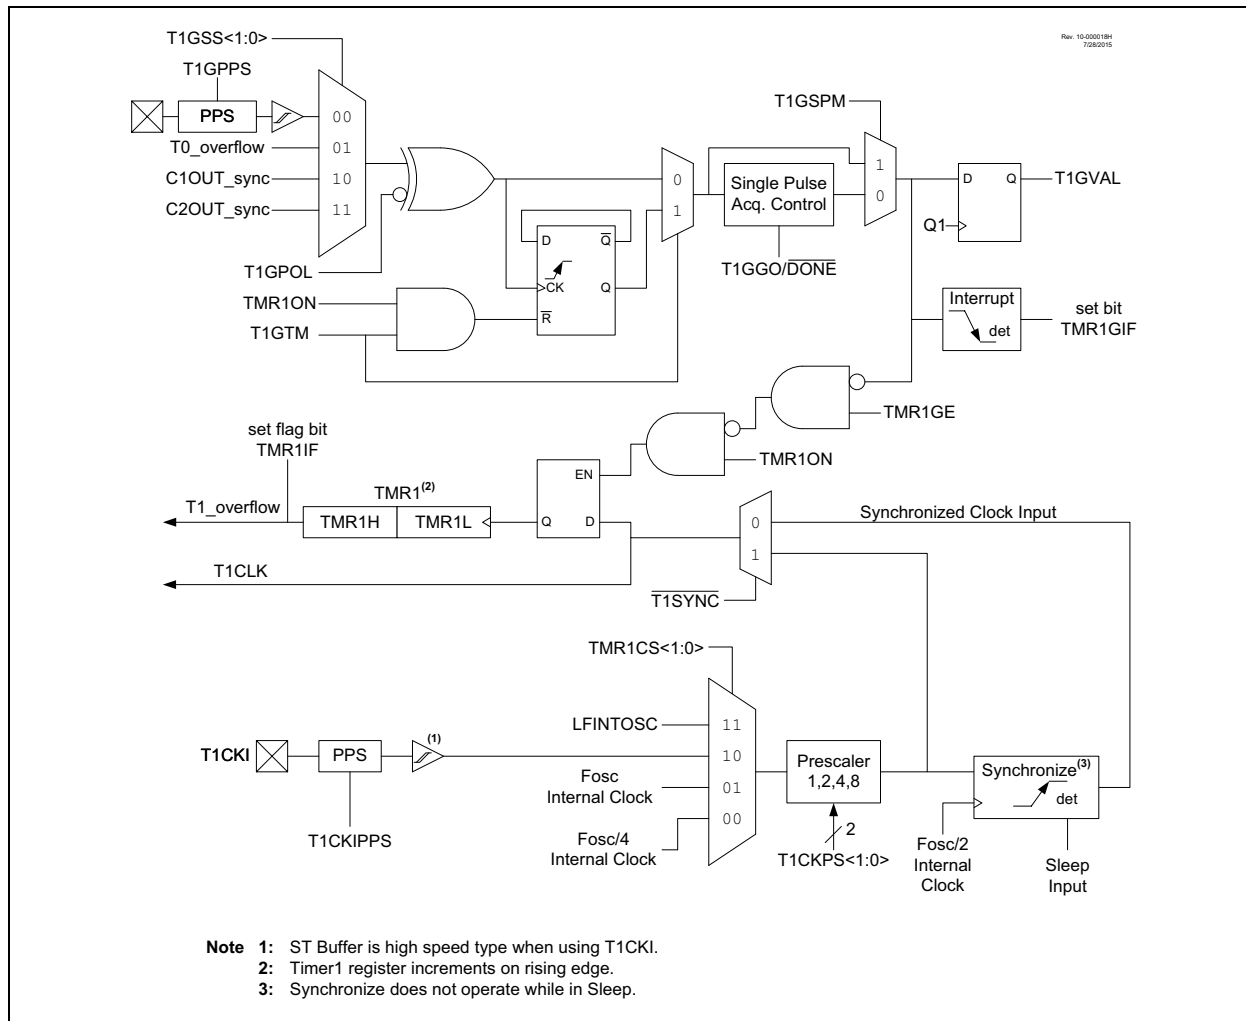 Rev. 10-000018H
7/28/2015
T1GSS<1:0>
T1GPPS
PPS
00
T0_overflow
01
C1OUT_sync
10
C2OUT_sync
11
T1GPOL
TMR1ON
T1GTM
D
Q
CK
Q
R
0
1
Single Pulse
Acq. Control
T1GGO/DONE
T1GSPM
1
0
D
Q
T1GVAL
Q1
Interrupt
det
set bit
TMR1GIF
TMR1GE
TMR1ON
set flag bit
TMR1IF
TMR1(2)
T1_overflow
TMR1H
TMR1L
EN
Q
D
T1CLK
0
1
Synchronized Clock Input
T1SYNC
TMR1CS<1:0>
LFINTOSC
11
T1CKI
PPS
(1)
10
Fosc
Internal Clock
01
Fosc/4
Internal Clock
00
T1CKIPPS
Prescaler
1,2,4,8
2
T1CKPS<1:0>
Synchronize(3)
det
Fosc/2
Internal
Clock
Sleep
Input
Note 1: ST Buffer is high speed type when using T1CKI.
2: Timer1 register increments on rising edge.
3: Synchronize does not operate while in Sleep.